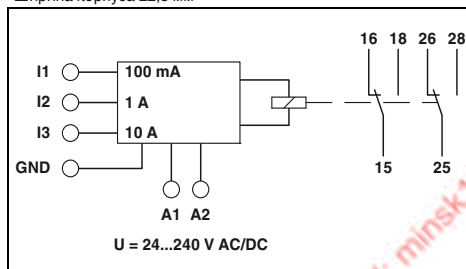 16 18 26 28
I1 100 mA
I2 1 A
I3 10 A
GND
15 25
A1 A2
U = 24...240 V AC/DC